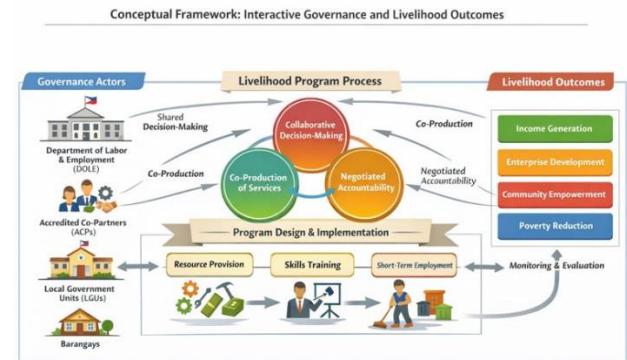 Conceptual Framework: Interactive Governance and Livelihood Outcomes
Governance Actors
Livelihood Program Process
Livelihood Outcomes
Department of Labor
& Employment
(DOLE)
Accredited Co-Partners
(ACPs)
Local Government
Units (LGUs)
Barangays
Shared
Decision-Making
Co-Production
Collaborative
Decision-Making
Co-Production
of Services
Negotiated
Accountability
Co-Production
Negotiated
Accountability
Income Generation
Enterprise Development
Community Empowerment
Poverty Reduction
Program Design & Implementation
Resource Provision
Skills Training
Short-Term Employment
Monitoring & Evaluation